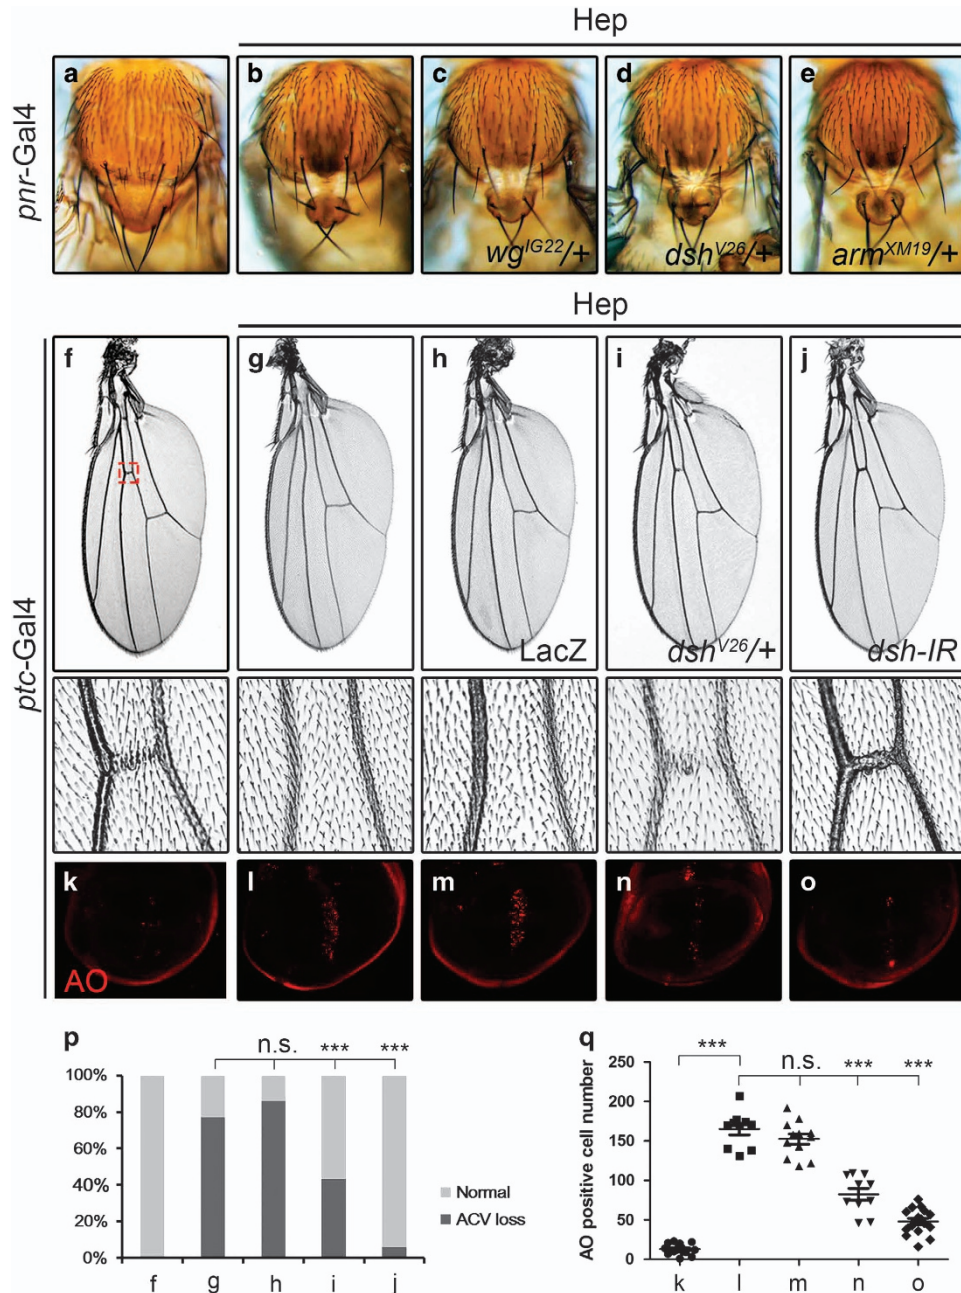 Hep
pnr-Gal4
a
b
c
d
e
wg^IG22/+
dsh^V26/+
arm^XM19/+
Hep
ptc-Gal4
f
g
h
i
j
LacZ
dsh^V26/+
dsh-IR
k
l
m
n
o
AO
p
n.s. *** ***
100%
80%
60%
40%
20%
0%
f g h i j
Normal
ACV loss
q
*** n.s. *** ***
AO positive cell number
250
200
150
100
50
0
k l m n o